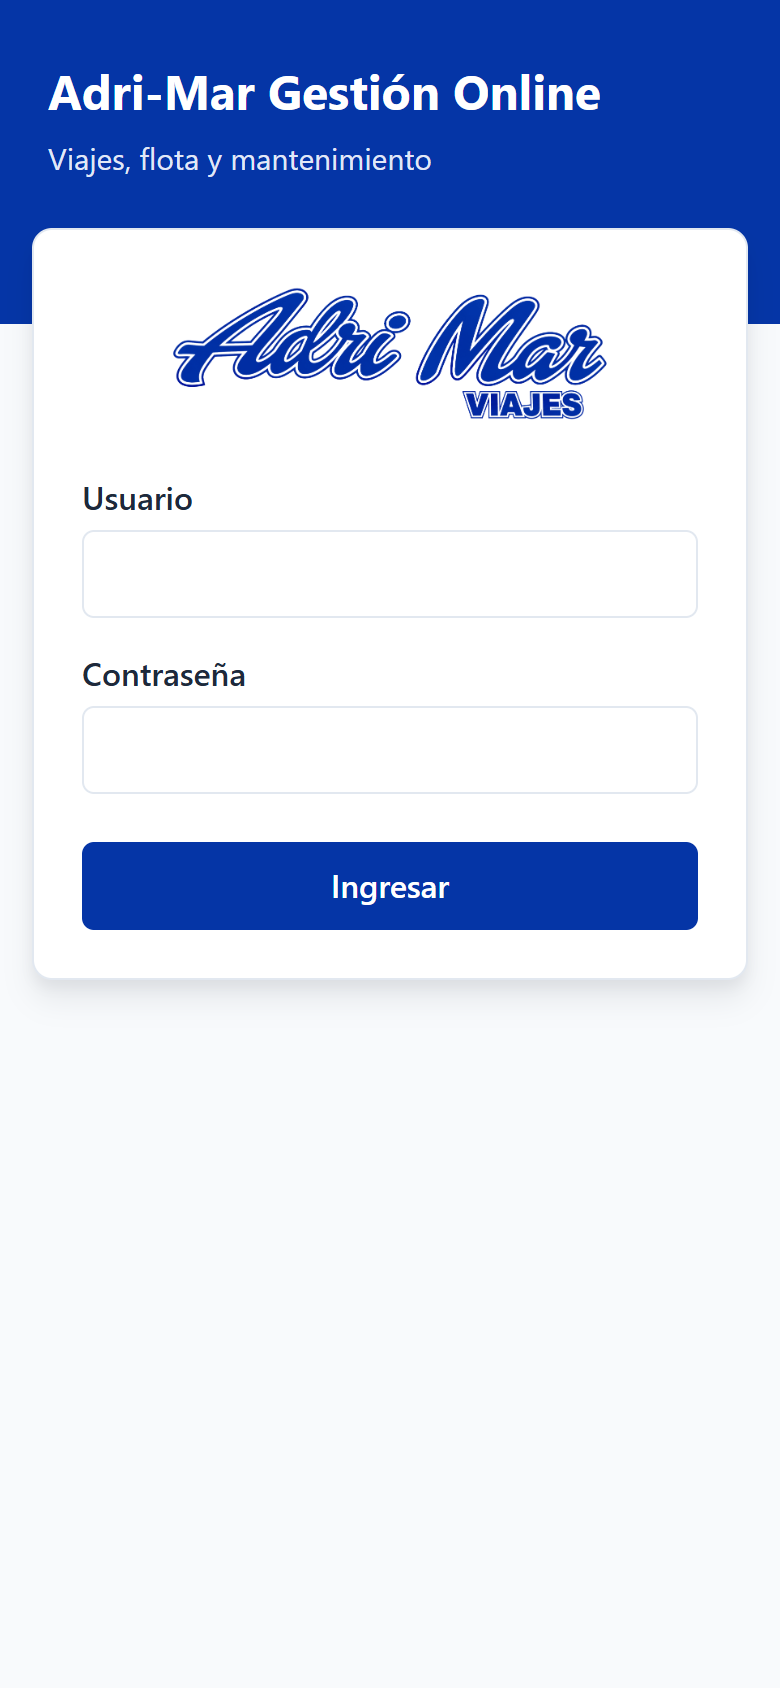 Adri-Mar Gestión Online
Viajes, flota y mantenimiento
Adri Mar
VIAJES
Usuario
Contraseña
Ingresar